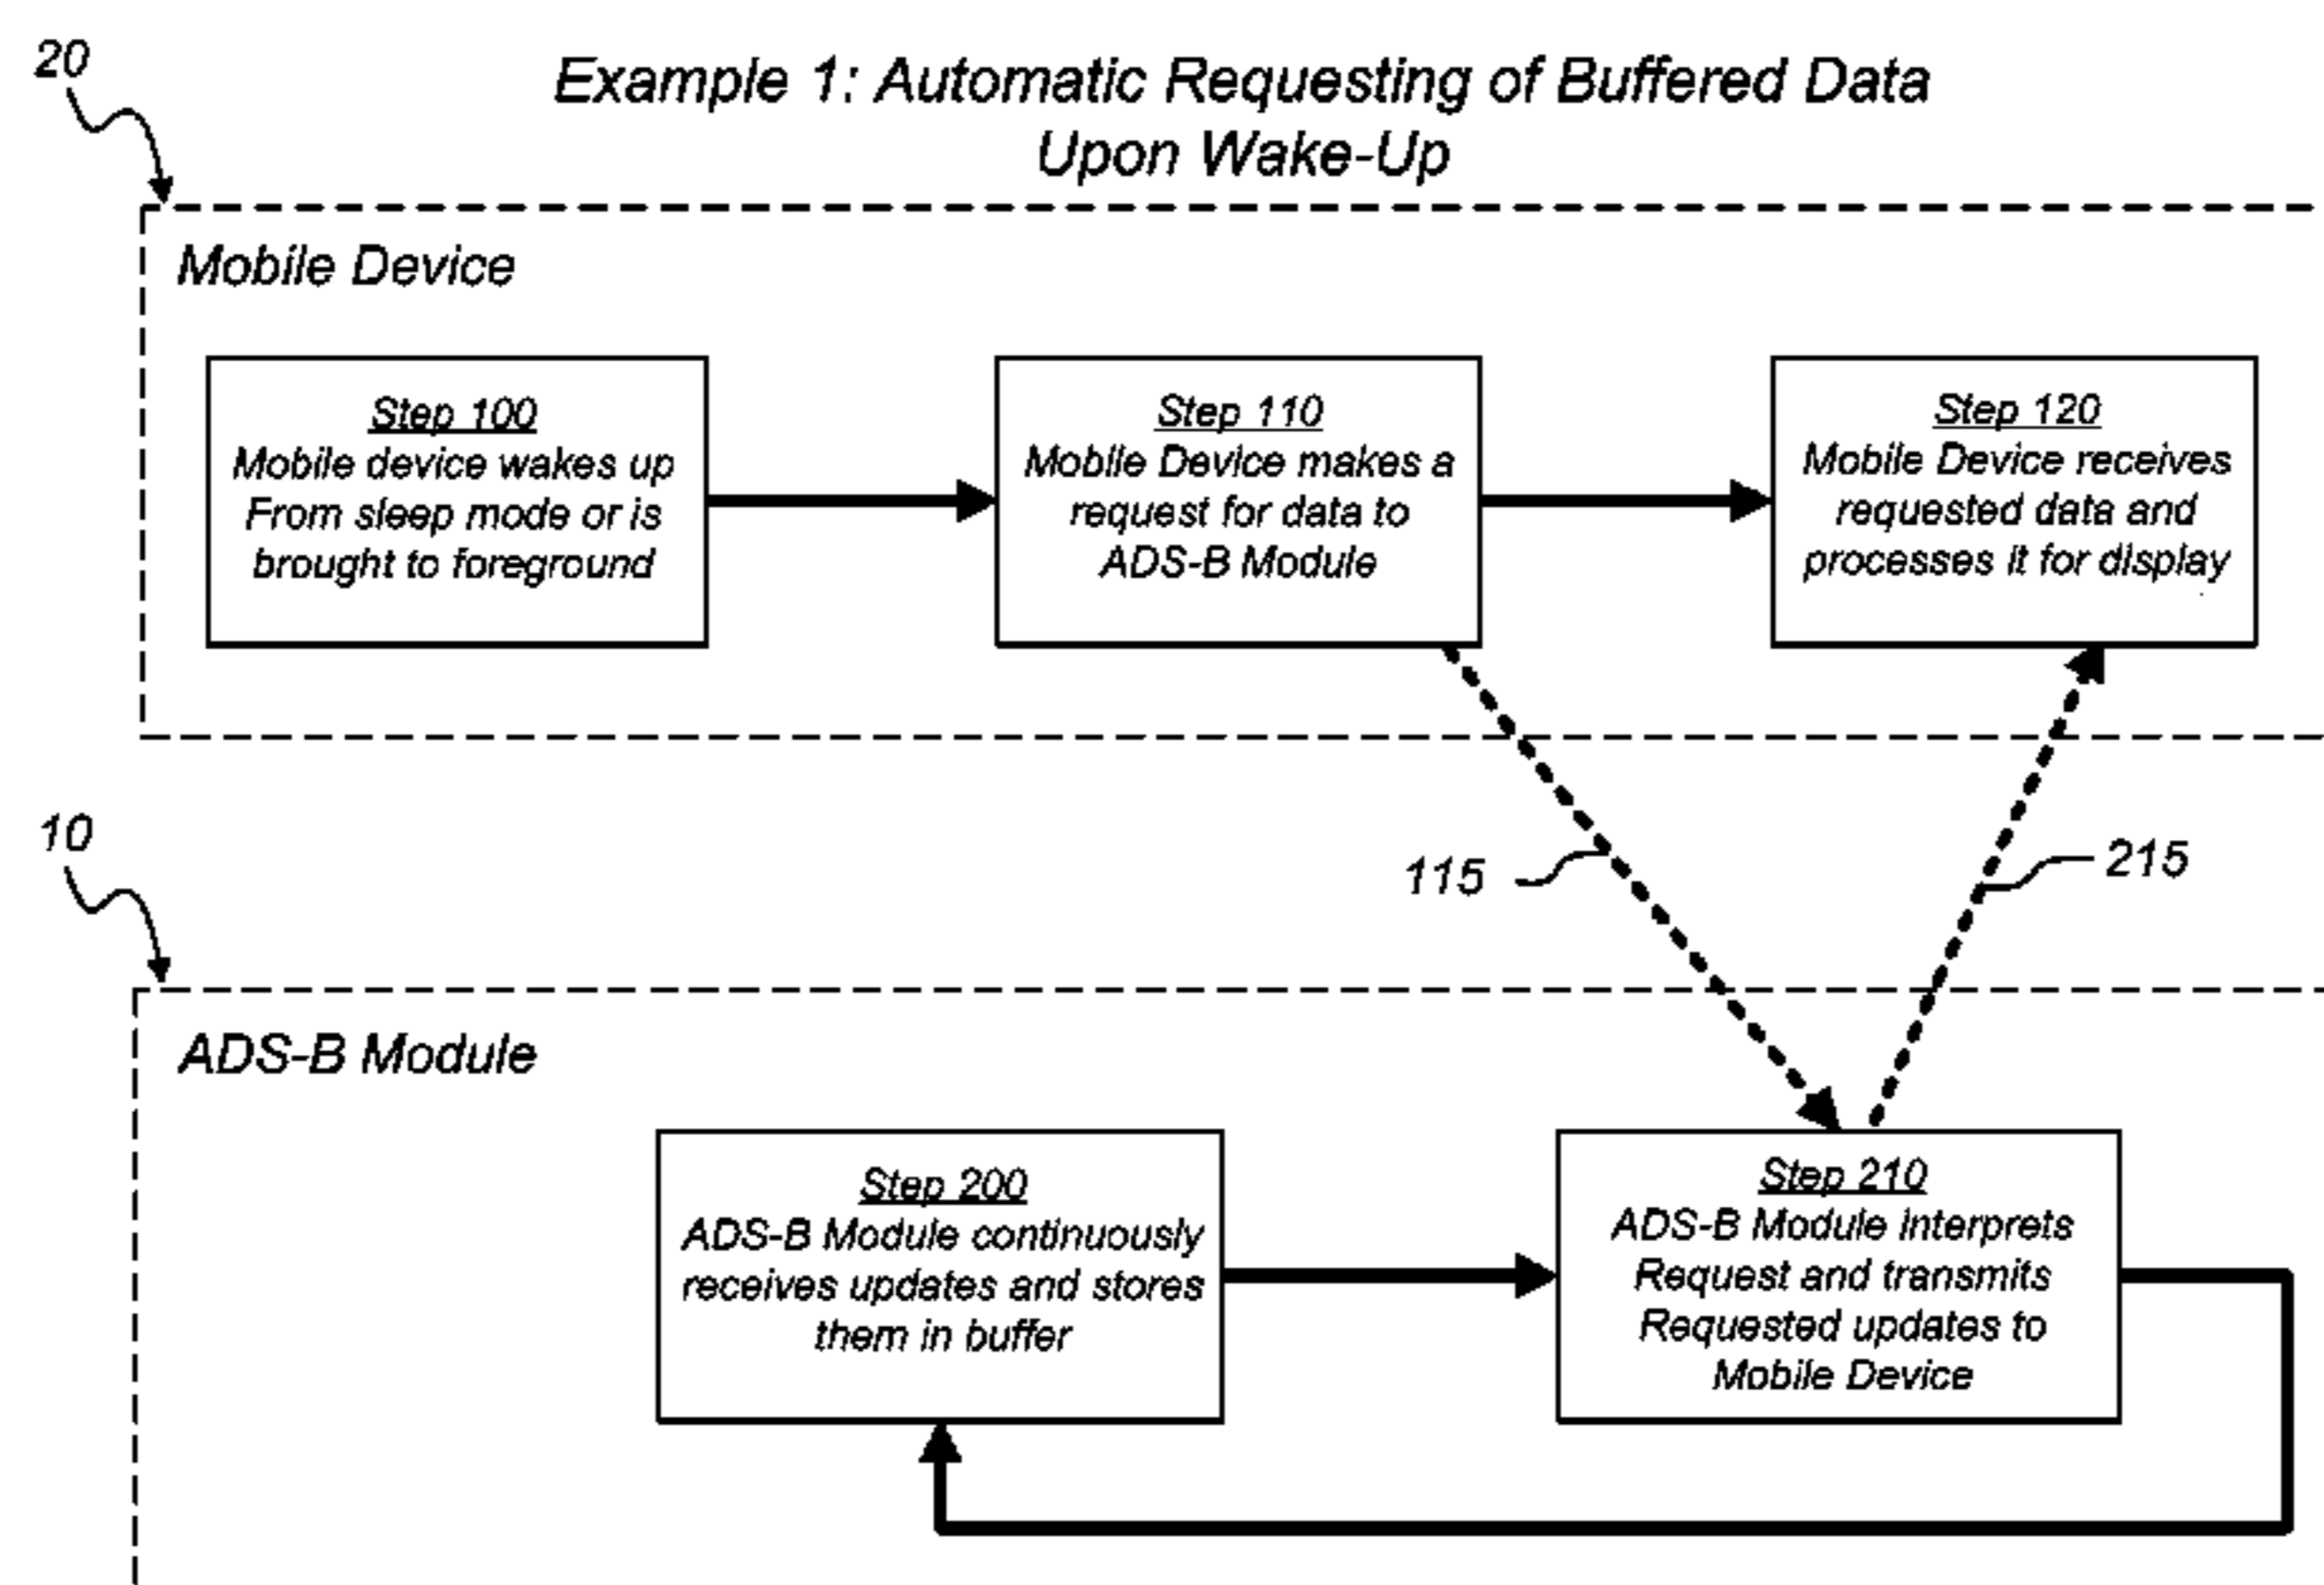 20
Example 1: Automatic Requesting of Buffered Data
Upon Wake-Up
Mobile Device
Step 100
Mobile device wakes up
From sleep mode or is
brought to foreground
Step 110
Mobile Device makes a
request for data to
ADS-B Module
Step 120
Mobile Device receives
requested data and
processes it for display
10
115
215
ADS-B Module
Step 200
ADS-B Module continuously
receives updates and stores
them in buffer
Step 210
ADS-B Module interprets
Request and transmits
Requested updates to
Mobile Device